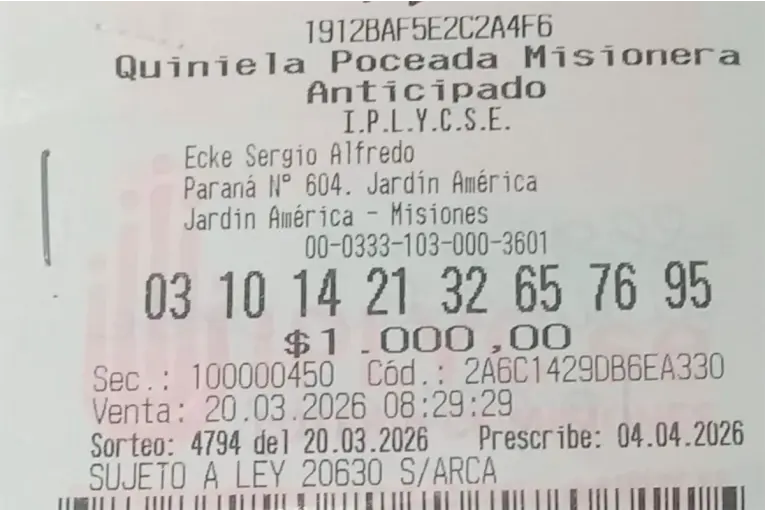 1912BAF5E2C2A4F6
Quiniela Poceada Misionera
Anticipado
I.P.L.Y.C.S.E.
Ecke Sergio Alfredo
Paraná N° 604. Jardín América
Jardin América - Misiones
00-0333-103-000-3601
03 10 14 21 32 65 76 95
$1.000,00
Sec.: 100000450 Cód.: 2A6C1429DB6EA330
Venta: 20.03.2026 08:29:29
Sorteo: 4794 del 20.03.2026 Prescribe: 04.04.2026
SUJETO A LEY 20630 S/ARCA